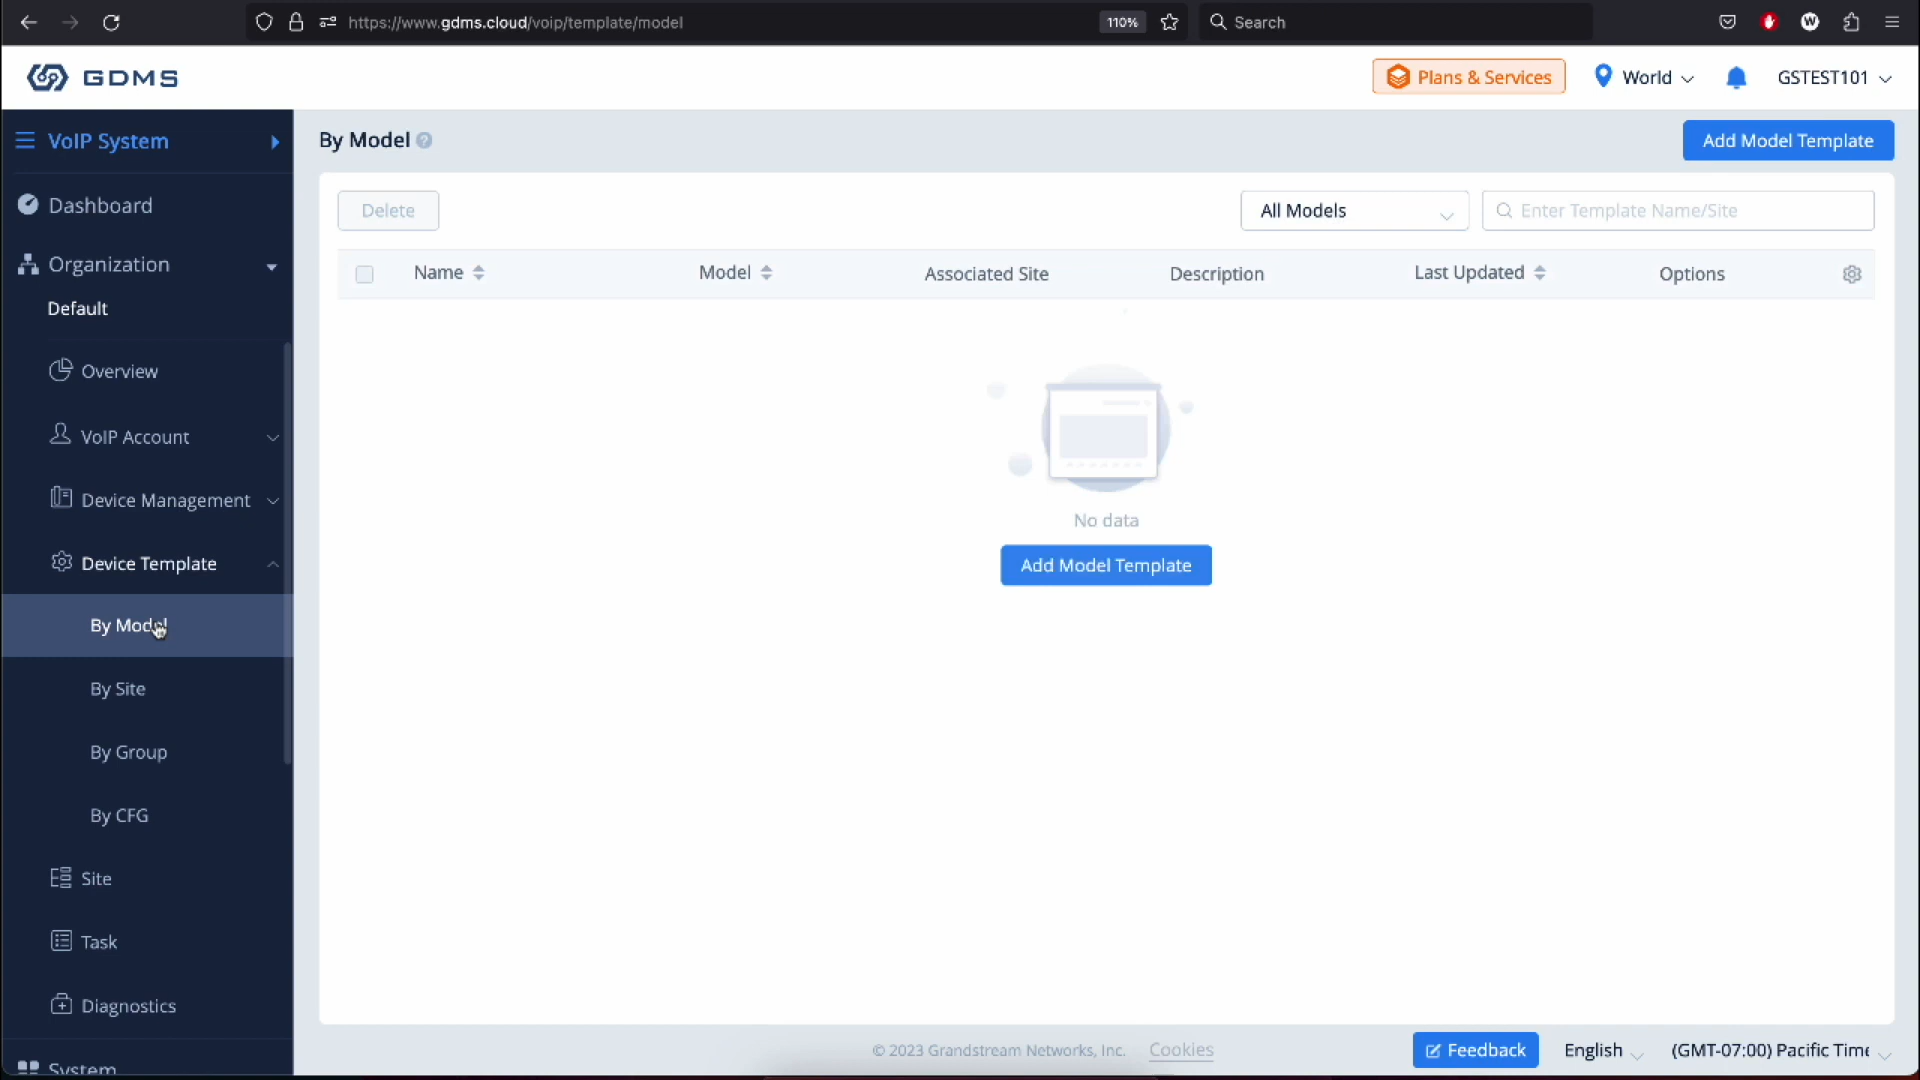 https://www.gdms.cloud/voip/template/model
110%
Search
W
GDMS
Plans & Services
World
GSTEST101
VoIP System
By Model ?
Add Model Template
Delete
All Models
Enter Template Name/Site
Dashboard
Organization
Default
Name
Model
Associated Site
Description
Last Updated
Options
Overview
VoIP Account
Device Management
Device Template
By Model
By Site
By Group
By CFG
Site
Task
Diagnostics
System
No data
Add Model Template
© 2023 Grandstream Networks, Inc.
Cookies
Feedback
English
(GMT-07:00) Pacific Time